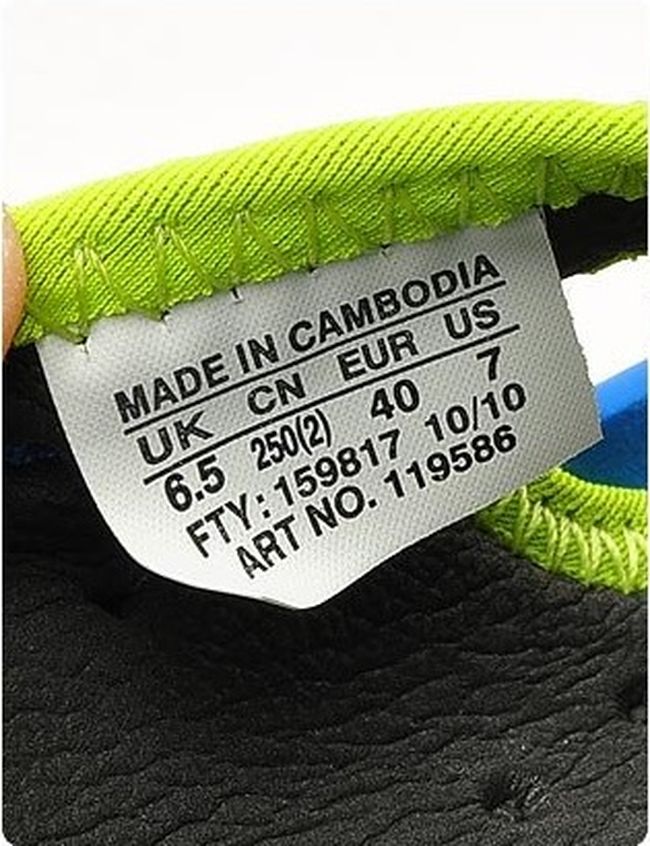 MADE IN CAMBODIA
UK CN EUR US
6.5 250(2) 40 7
FTY: 159817 10/10
ART NO. 119586